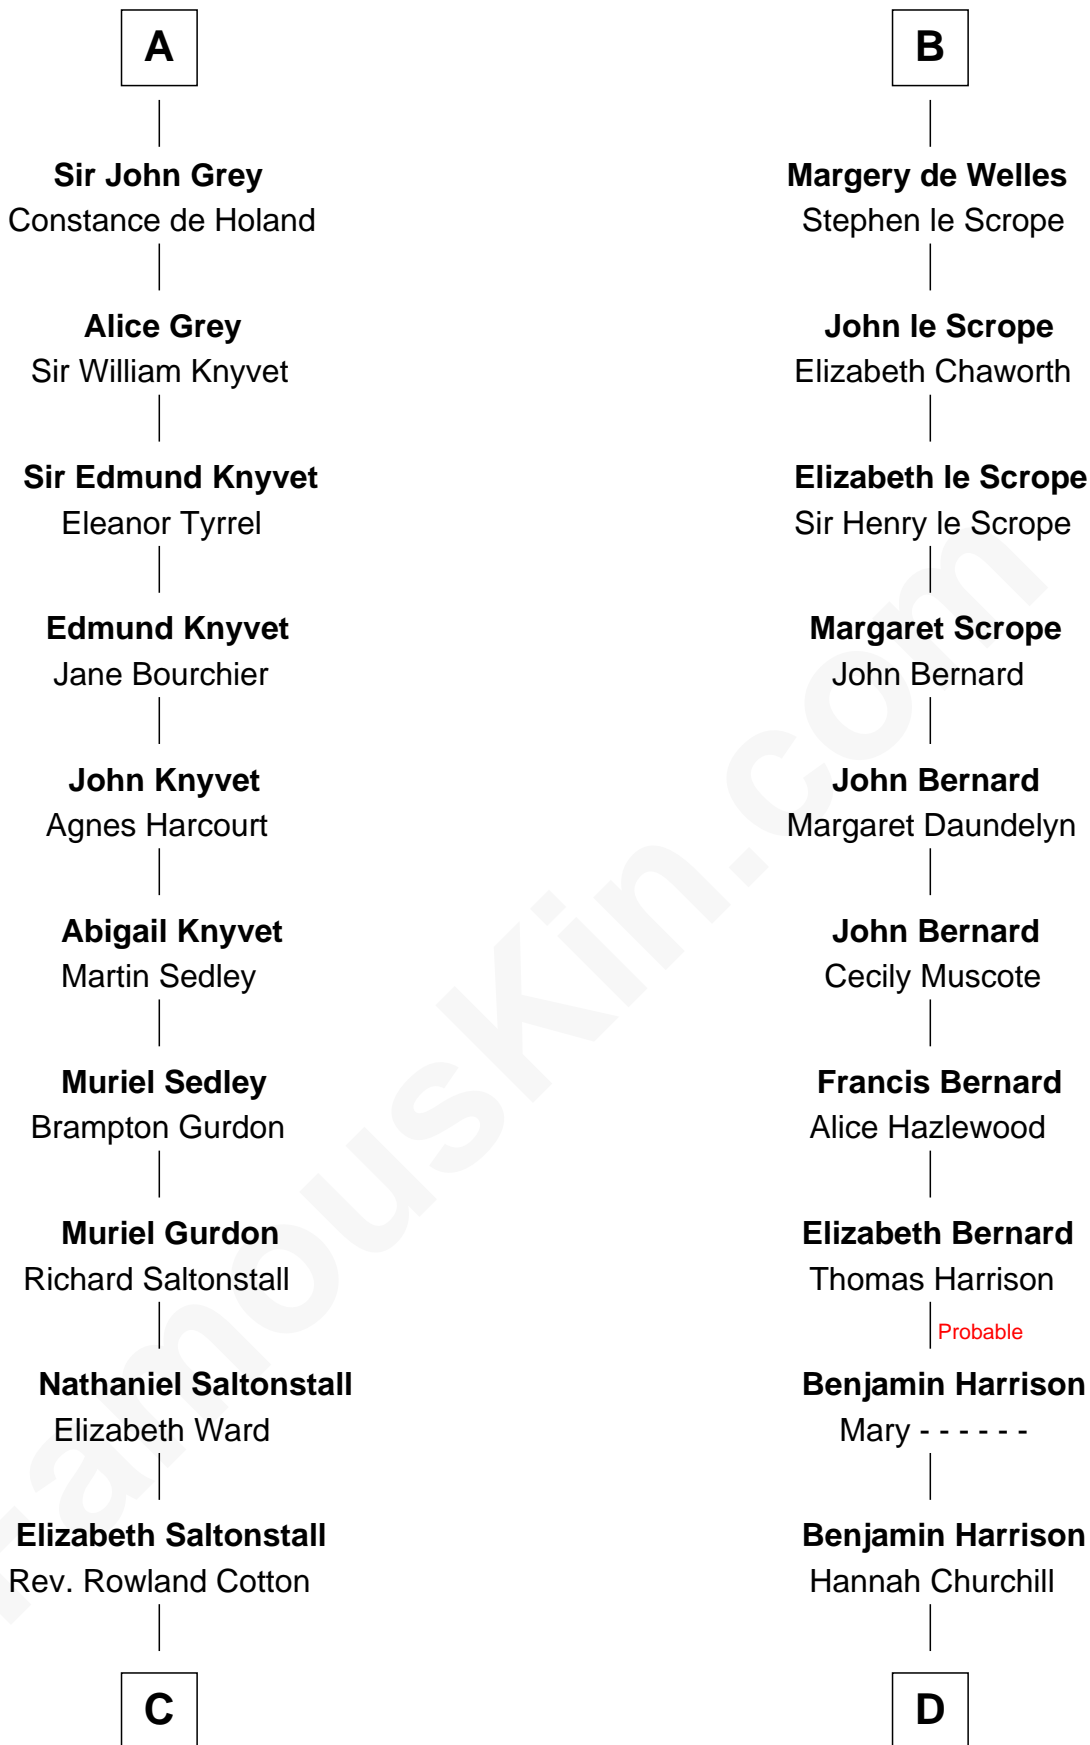 A
Sir John Grey
Constance de Holand
Alice Grey
Sir William Knyvet
Sir Edmund Knyvet
Eleanor Tyrrel
Edmund Knyvet
Jane Bourchier
John Knyvet
Agnes Harcourt
Abigail Knyvet
Martin Sedley
Muriel Sedley
Brampton Gurdon
Muriel Gurdon
Richard Saltonstall
Nathaniel Saltonstall
Elizabeth Ward
Elizabeth Saltonstall
Rev. Rowland Cotton
C
B
Margery de Welles
Stephen le Scrope
John le Scrope
Elizabeth Chaworth
Elizabeth le Scrope
Sir Henry le Scrope
Margaret Scrope
John Bernard
John Bernard
Margaret Daundelyn
John Bernard
Cecily Muscote
Francis Bernard
Alice Hazlewood
Elizabeth Bernard
Thomas Harrison
Probable
Benjamin Harrison
Mary - - - - - -
Benjamin Harrison
Hannah Churchill
D
FamousKin.com